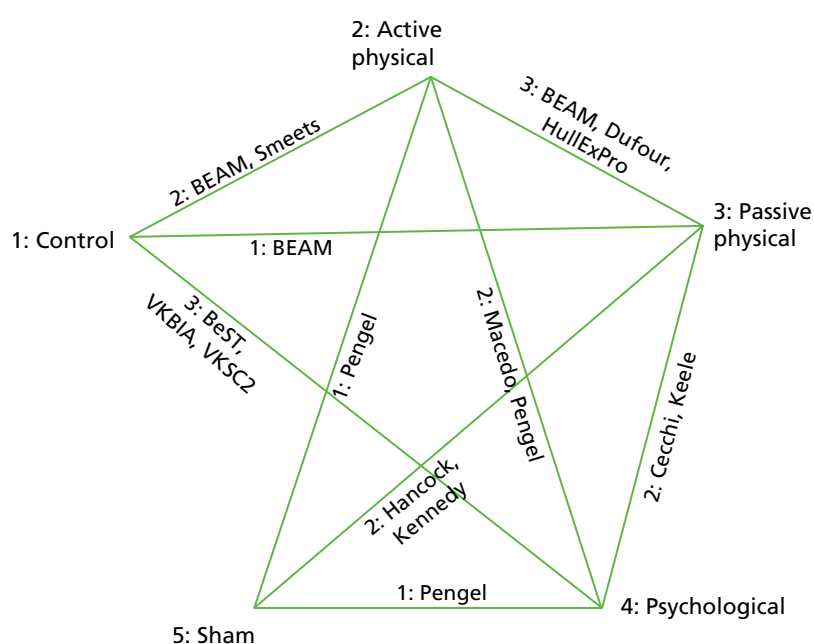 2: Active
physical
3: BEAM, Dufour,
HullExPro
2: BEAM, Smeets
1: Control
3: Passive
physical
1: BEAM
3: BeST,
VKBIA, VKSC2
1: Pengel
2: Macedo, Pengel
2: Cecchi, Keele
2: Hancock,
Kennedy
1: Pengel
4: Psychological
5: Sham